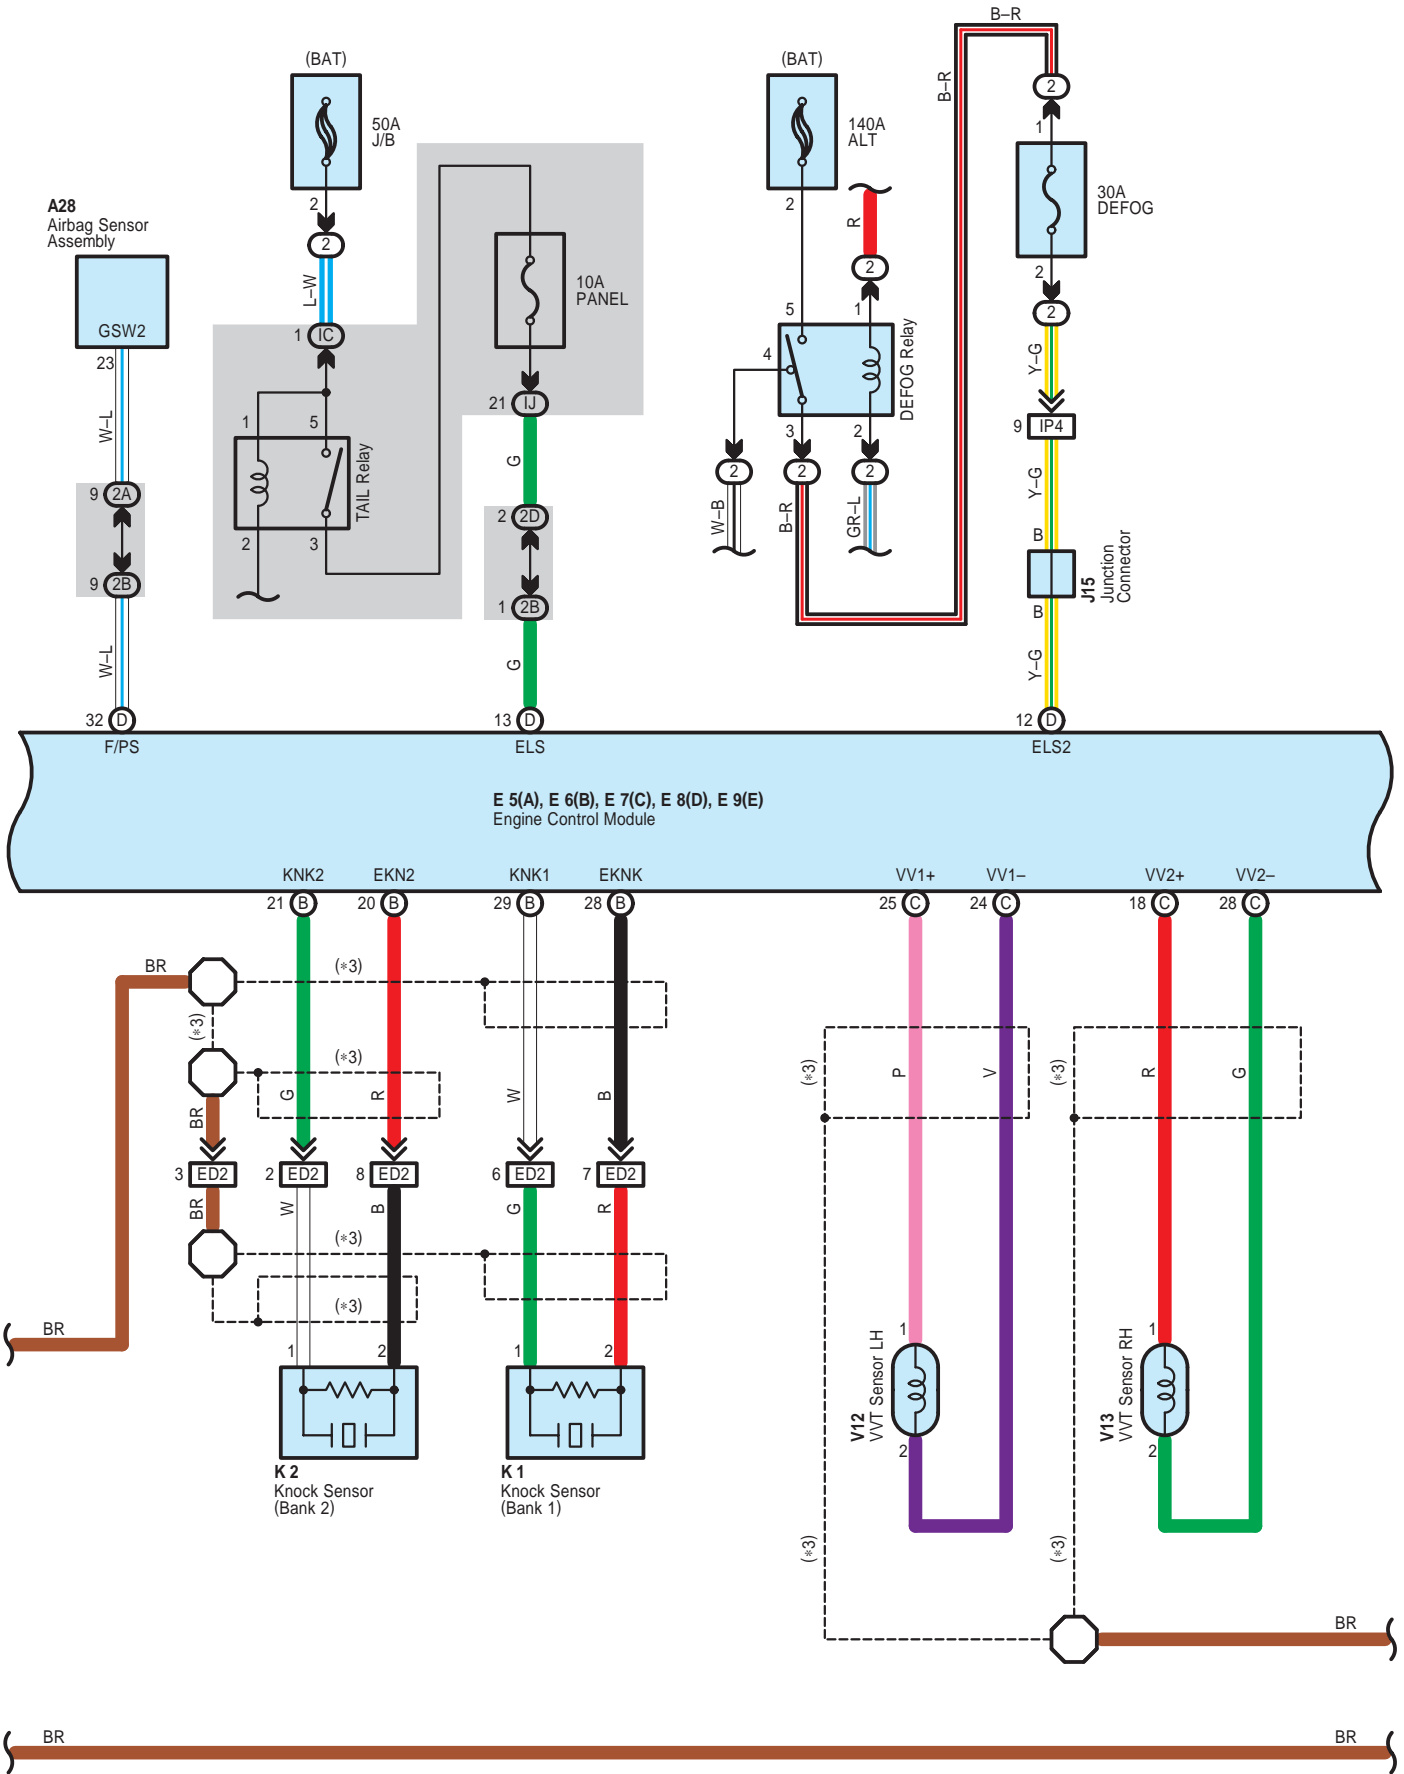 B–R
(BAT)
(BAT)
B–R
2
50A
J/B
140A
ALT
1
30A
DEFOG
A28
Airbag Sensor
Assembly
2
2
R
2
2
2
10A
PANEL
2
L–W
GSW2
1 IC
5
1
Y–G
23
4
DEFOG Relay
21 IJ
9 IP4
1
5
3
2
W–L
TAIL Relay
G
2
2
2
Y–G
9 2A
2 2D
W–B
B–R
GR–L
B
2
3
J15
Junction
Connector
9 2B
1 2B
B
W–L
G
Y–G
32 D
13 D
12 D
F/PS
ELS
ELS2
E 5(A), E 6(B), E 7(C), E 8(D), E 9(E)
Engine Control Module
KNK2
EKN2
KNK1
EKNK
VV1+
VV1–
VV2+
VV2–
21 B
20 B
29 B
28 B
25 C
24 C
18 C
28 C
BR
(∗3)
(∗3)
(∗3)
BR
G
R
W
B
(∗3)
P
V
(∗3)
R
G
3 ED2
2 ED2
8 ED2
6 ED2
7 ED2
BR
W
B
G
R
(∗3)
(∗3)
BR
1
2
1
2
1
1
V12
VVT Sensor LH
V13
VVT Sensor RH
2
2
K 2
Knock Sensor
(Bank 2)
K 1
Knock Sensor
(Bank 1)
(∗3)
(∗3)
BR
BR
BR